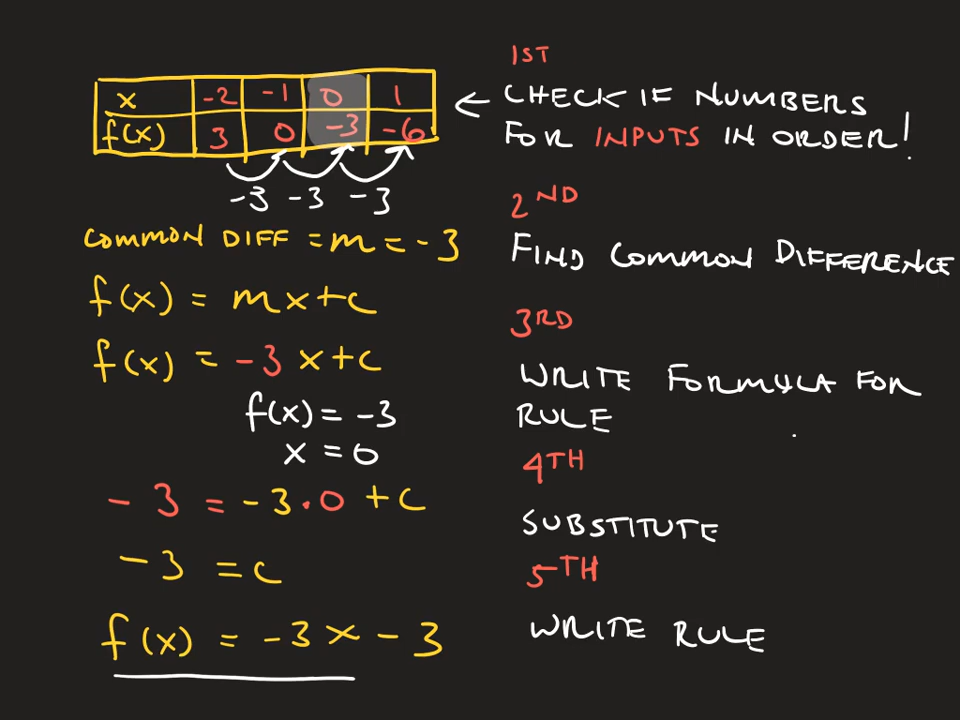 x -2 -1 0 1
f(x) 3 0 -3 -6
-3 -3 -3
COMMON DIFF = m = -3
f(x) = mx+c
f(x) = -3x+c
f(x) = -3
x = 0
-3 = -3·0+c
-3 = c
f(x) = -3x-3
1ST
← CHECK IF NUMBERS
FOR INPUTS IN ORDER!
2ND
FIND COMMON DIFFERENCE
3RD
WRITE FORMULA FOR
RULE
4TH
SUBSTITUTE
5TH
WRITE RULE